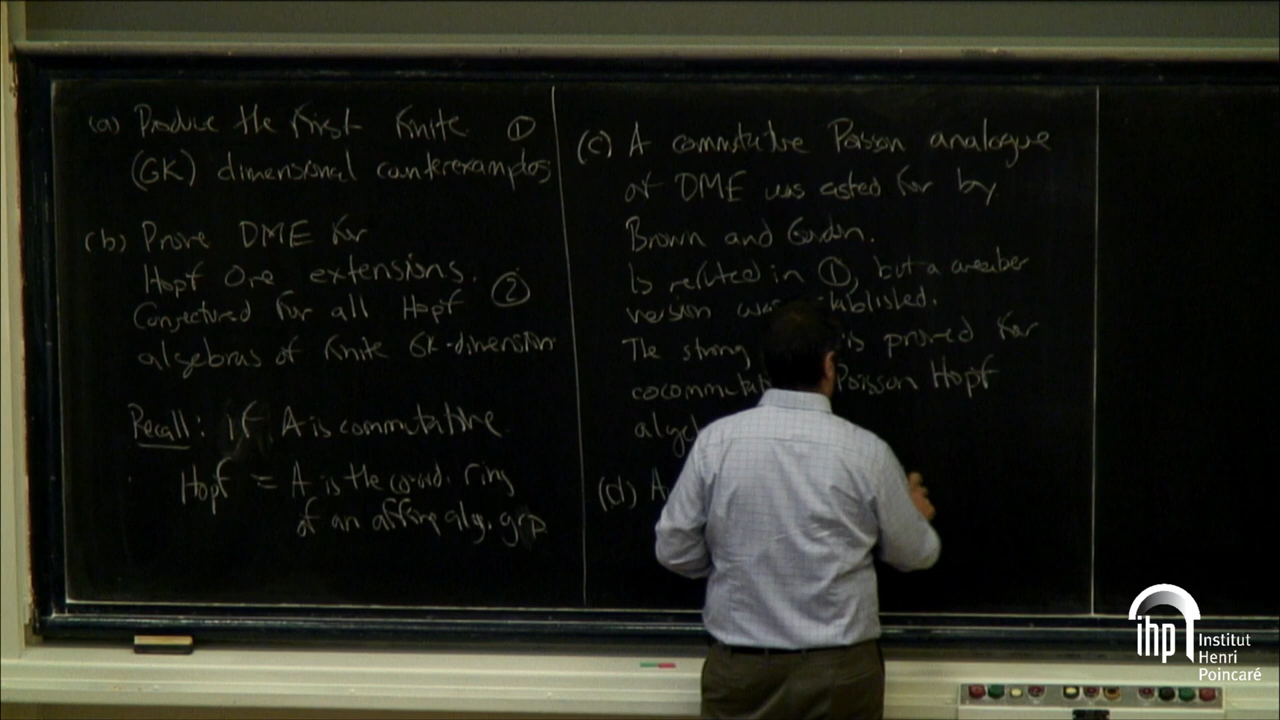 (a) Produce the first finite ①
(GK) dimensional counterexamples
(b) Prove DME for
Hopf Ore extensions.
Conjectured for all Hopf ②
algebras of finite GK-dimension
Recall: if A is commutative
Hopf = A is the coord. ring
of an affine alg. grp
(c) A commutative Poisson analogue
of DME was asked for by
Brown and Gordon.
Is refuted in ①, but a weaker
version was established.
The strong is proved for
cocommutat Poisson Hopf
alge
(d) A
ihp Institut
Henri
Poincaré